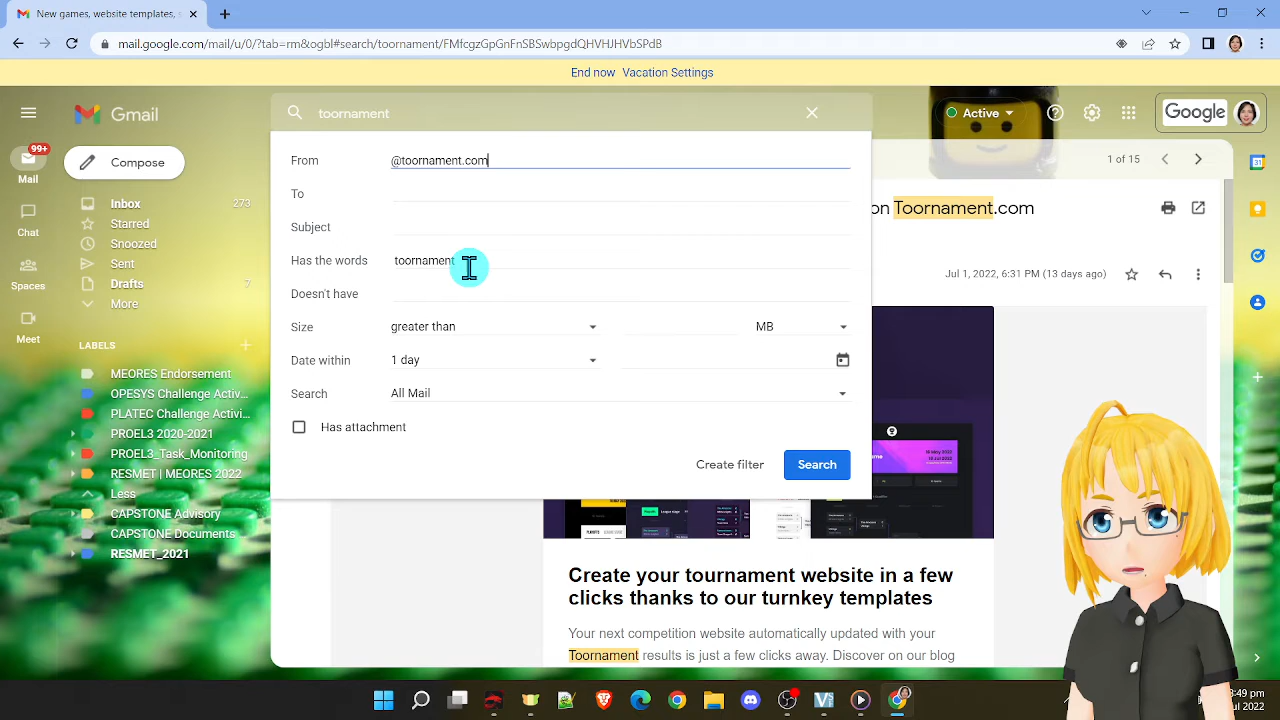 New website templates,
mail.google.com/mail/u/0/?tab=rm&ogbl#search/toornament/FMfcgzGpGnFnSBSwbpgdQHVHJHVbSPdB
End now Vacation Settings
Gmail
toornament
Active
Google
99+
Mail
Compose
From @toornament.com
1 of 15
To
Inbox 273
on Toornament.com
Chat
Starred
Subject
Snoozed
Has the words toornament
Sent
Jul 1, 2022, 6:31 PM (13 days ago)
Spaces
Drafts 7
Doesn't have
More
Size greater than MB
Meet
LABELS
Date within 1 day
MEORES Endorsement
Search All Mail
OPESYS Challenge Activ...
PLATEC Challenge Activi...
Has attachment
PROEL3 2020-2021
PROEL3_Task_Monitoring
Create filter Search
RESMET | MEORES 2022
Less
CAPSTONE Advisory
CAPSTONE Documents
RESMET_2021
Create your tournament website in a few
clicks thanks to our turnkey templates
Your next competition website automatically updated with your
Toornament results is just a few clicks away. Discover on our blog
:49 pm
2022